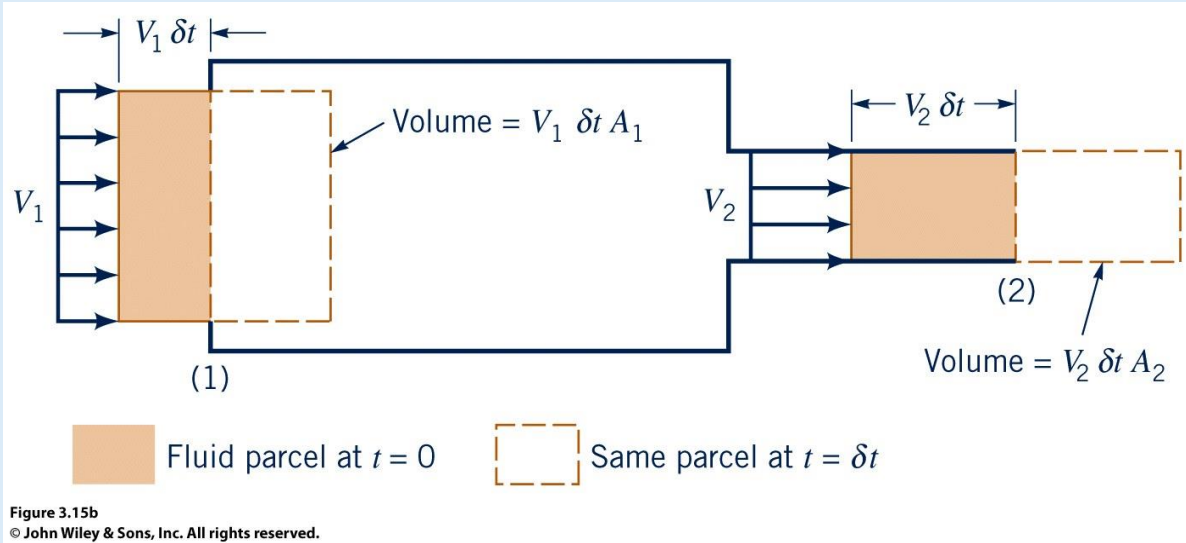 V₁ δt
Volume = V₁ δt A₁
V₂ δt
V₁
V₂
(2)
(1)
Volume = V₂ δt A₂
Fluid parcel at t = 0
Same parcel at t = δt
Figure 3.15b
© John Wiley & Sons, Inc. All rights reserved.